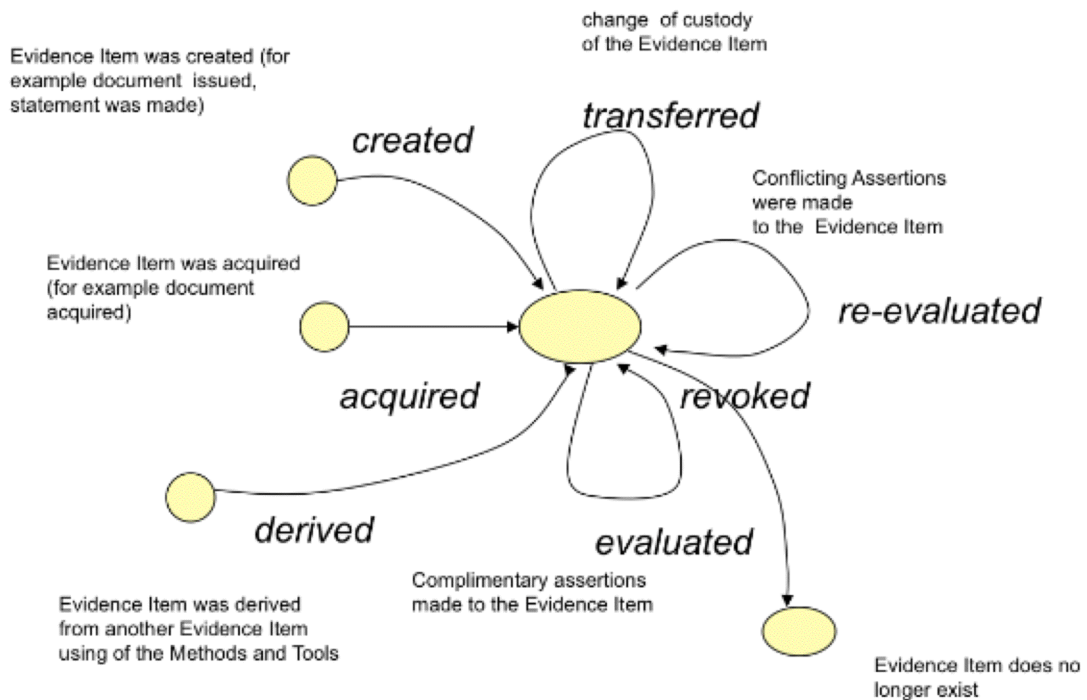 change of custody
of the Evidence Item
Evidence Item was created (for
example document issued,
statement was made)
created
transferred
Conflicting Assertions
were made
to the Evidence Item
Evidence Item was acquired
(for example document
acquired)
re-evaluated
acquired
revoked
derived
evaluated
Complimentary assertions
made to the Evidence Item
Evidence Item was derived
from another Evidence Item
using of the Methods and Tools
Evidence Item does no
longer exist